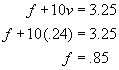 f + 10v = 3.25
f + 10(.24) = 3.25
f = .85